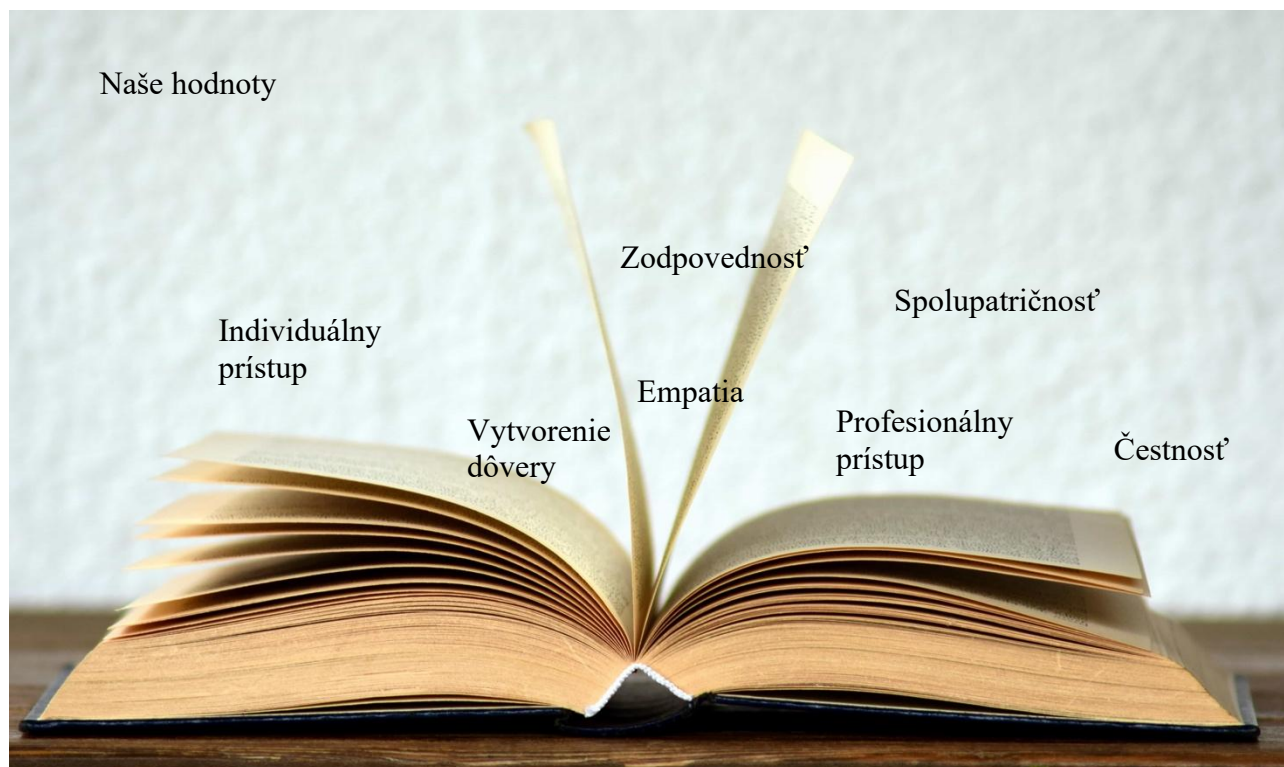 Naše hodnoty
Zodpovednosť
Spolupatričnosť
Individuálny
prístup
Empatia
Vytvorenie
dôvery
Profesionálny
prístup
Čestnosť